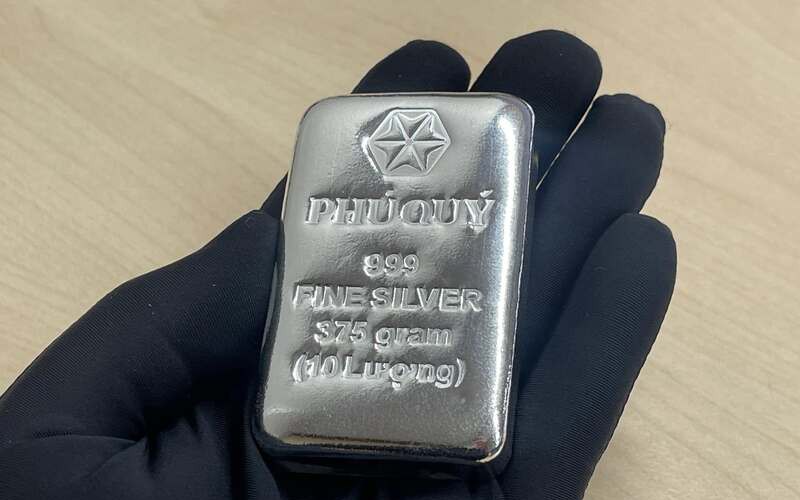 PHÚ QUÝ
999
FINE SILVER
375 gram
(10 Lượng)